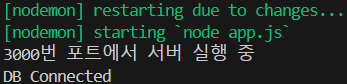 [nodemon] restarting due to changes...
[nodemon] starting `node app.js`
3000번 포트에서 서버 실행 중
DB Connected